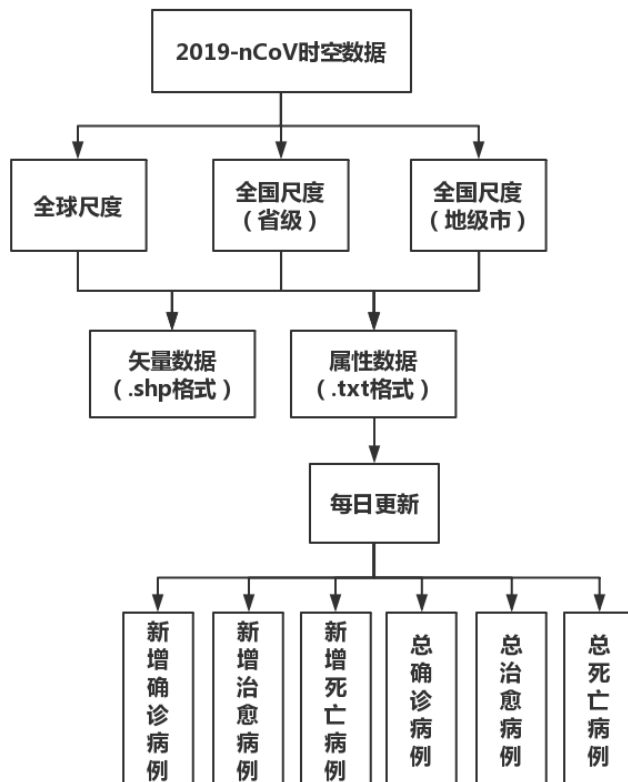 2019-nCoV时空数据
全球尺度
全国尺度
（省级）
全国尺度
（地级市）
矢量数据
（.shp格式）
属性数据
（.txt格式）
每日更新
新增确诊病例
新增治愈病例
新增死亡病例
总确诊病例
总治愈病例
总死亡病例